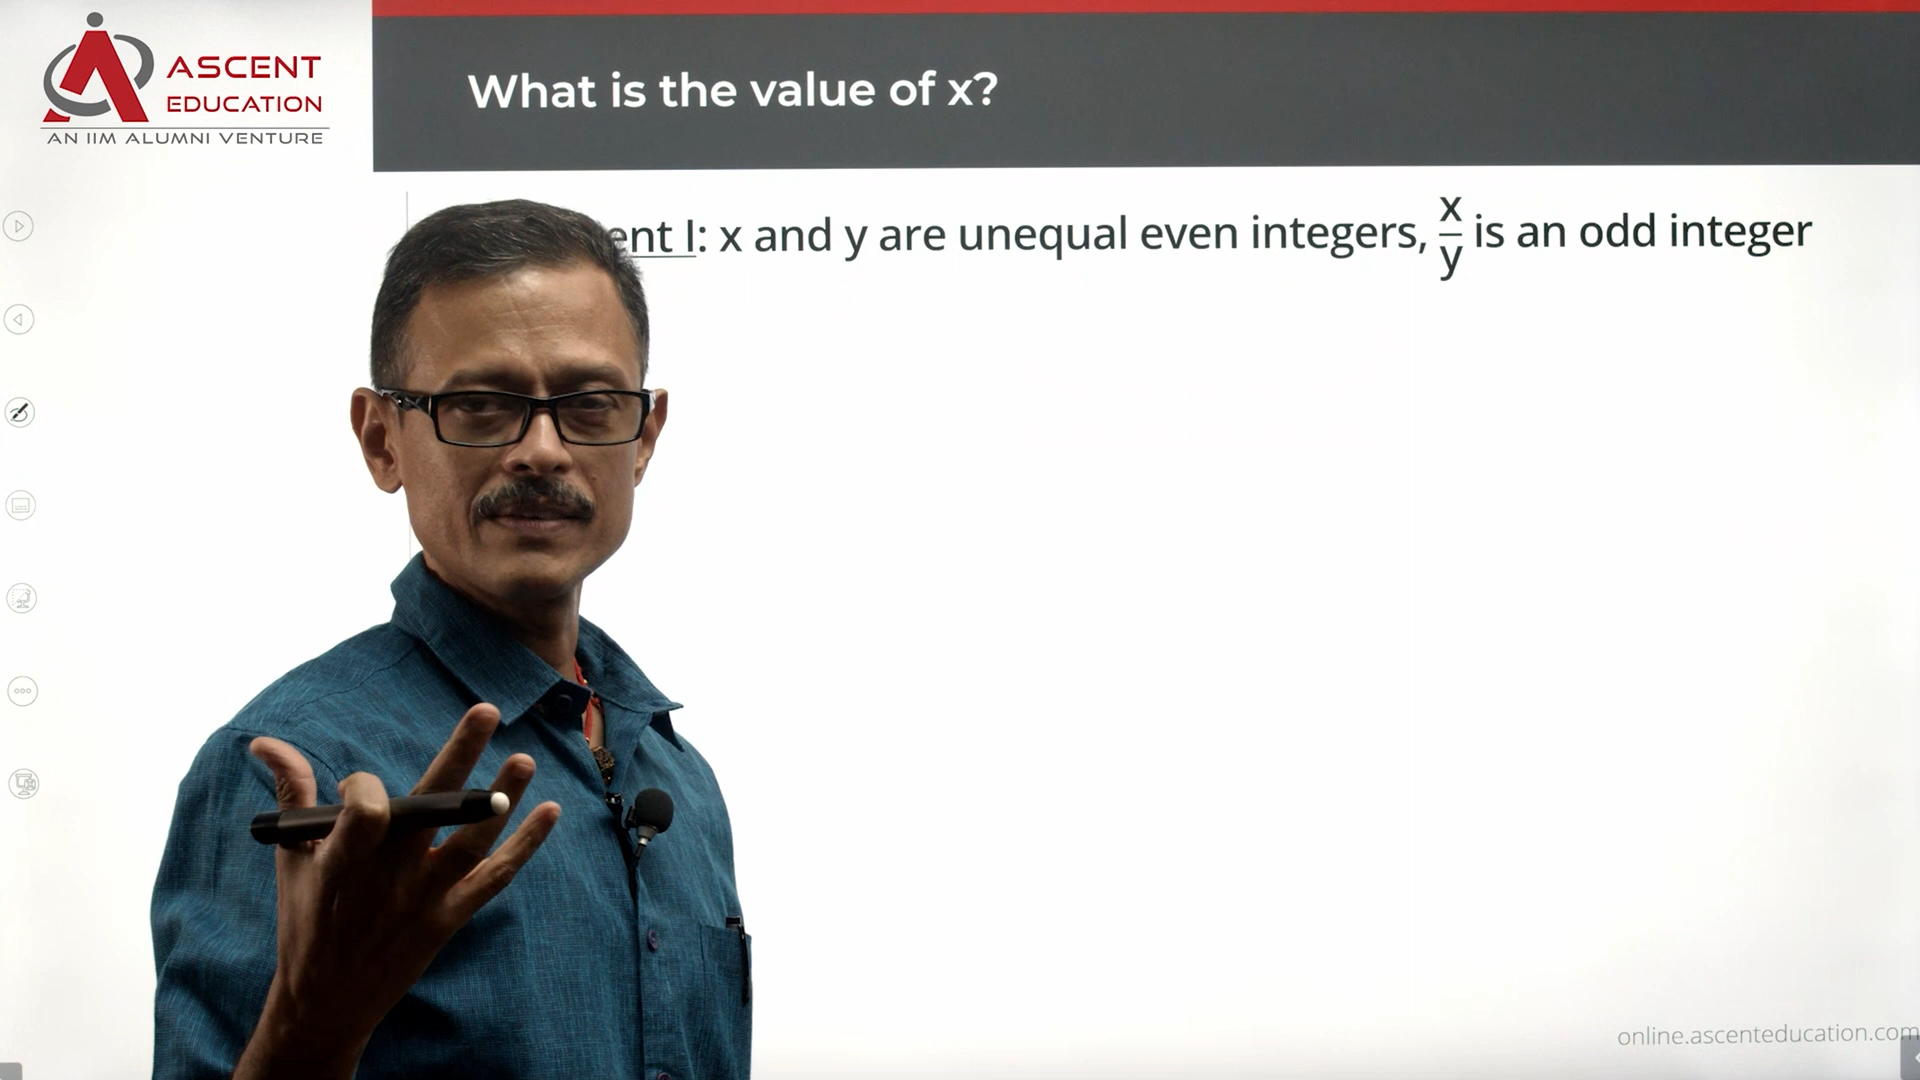 ASCENT
EDUCATION
AN IIM ALUMNI VENTURE
What is the value of x?
ent I: x and y are unequal even integers, x/y is an odd integer
online.ascenteducation.com